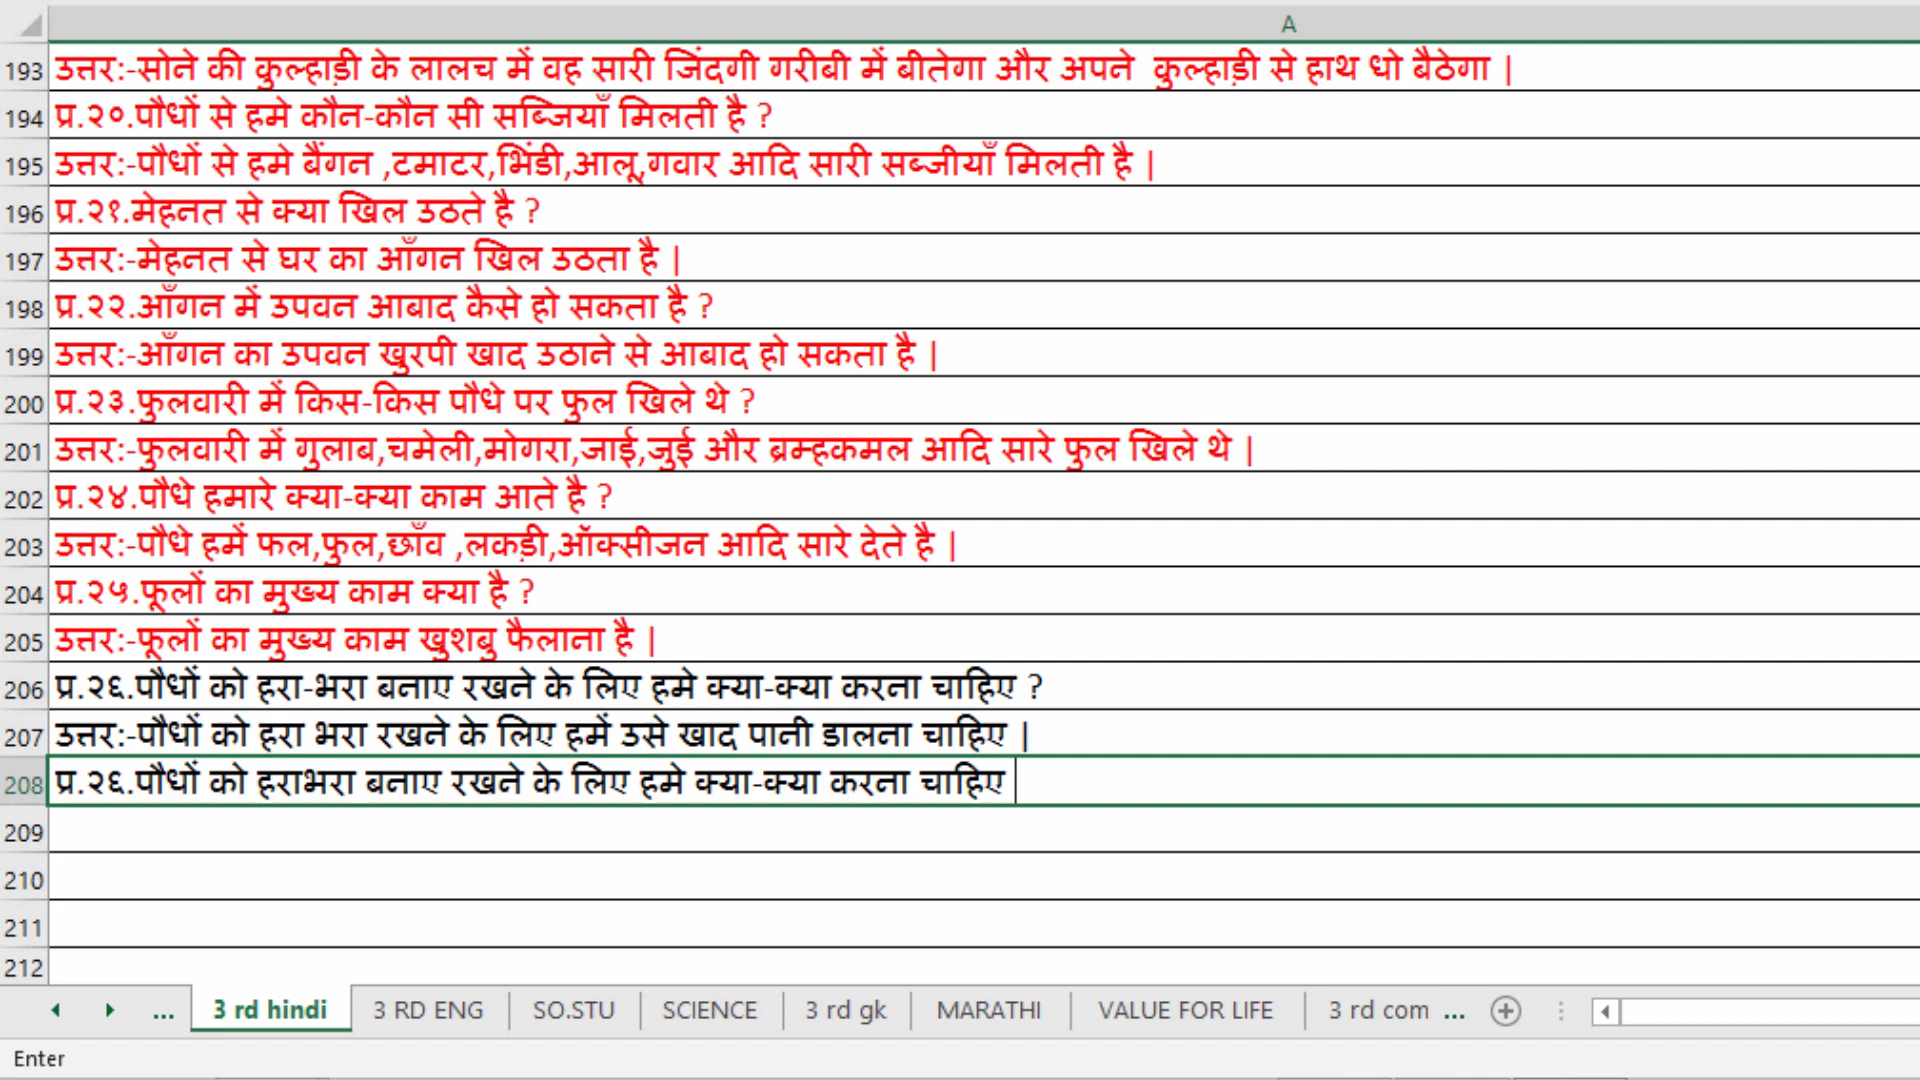 A
193 उत्तर:-सोने की कुल्हाड़ी के लालच में वह सारी जिंदगी गरीबी में बीतेगा और अपने  कुल्हाड़ी से हाथ धो बैठेगा |
194 प्र.२०.पौधों से हमे कौन-कौन सी सब्जियाँ मिलती है ?
195 उत्तर:-पौधों से हमे बैंगन ,टमाटर,भिंडी,आलू,गवार आदि सारी सब्जीयाँ मिलती है |
196 प्र.२१.मेहनत से क्या खिल उठते है ?
197 उत्तर:-मेहनत से घर का आँगन खिल उठता है |
198 प्र.२२.आँगन में उपवन आबाद कैसे हो सकता है ?
199 उत्तर:-आँगन का उपवन खुरपी खाद उठाने से आबाद हो सकता है |
200 प्र.२३.फुलवारी में किस-किस पौधे पर फुल खिले थे ?
201 उत्तर:-फुलवारी में गुलाब,चमेली,मोगरा,जाई,जुई और ब्रम्हकमल आदि सारे फुल खिले थे |
202 प्र.२४.पौधे हमारे क्या-क्या काम आते है ?
203 उत्तर:-पौधे हमें फल,फुल,छाँव ,लकड़ी,ऑक्सीजन आदि सारे देते है |
204 प्र.२५.फूलों का मुख्य काम क्या है ?
205 उत्तर:-फूलों का मुख्य काम खुशबु फैलाना है |
206 प्र.२६.पौधों को हरा-भरा बनाए रखने के लिए हमे क्या-क्या करना चाहिए ?
207 उत्तर:-पौधों को हरा भरा रखने के लिए हमें उसे खाद पानी डालना चाहिए |
208 प्र.२६.पौधों को हराभरा बनाए रखने के लिए हमे क्या-क्या करना चाहिए
209
210
211
212
... 3 rd hindi 3 RD ENG SO.STU SCIENCE 3 rd gk MARATHI VALUE FOR LIFE 3 rd com ...
Enter